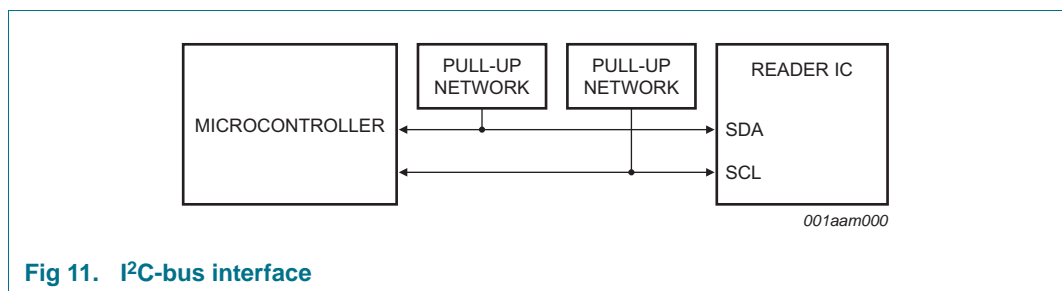 PULL-UP
NETWORK
PULL-UP
NETWORK
READER IC
MICROCONTROLLER
SDA
SCL
001aam000
Fig 11. I²C-bus interface